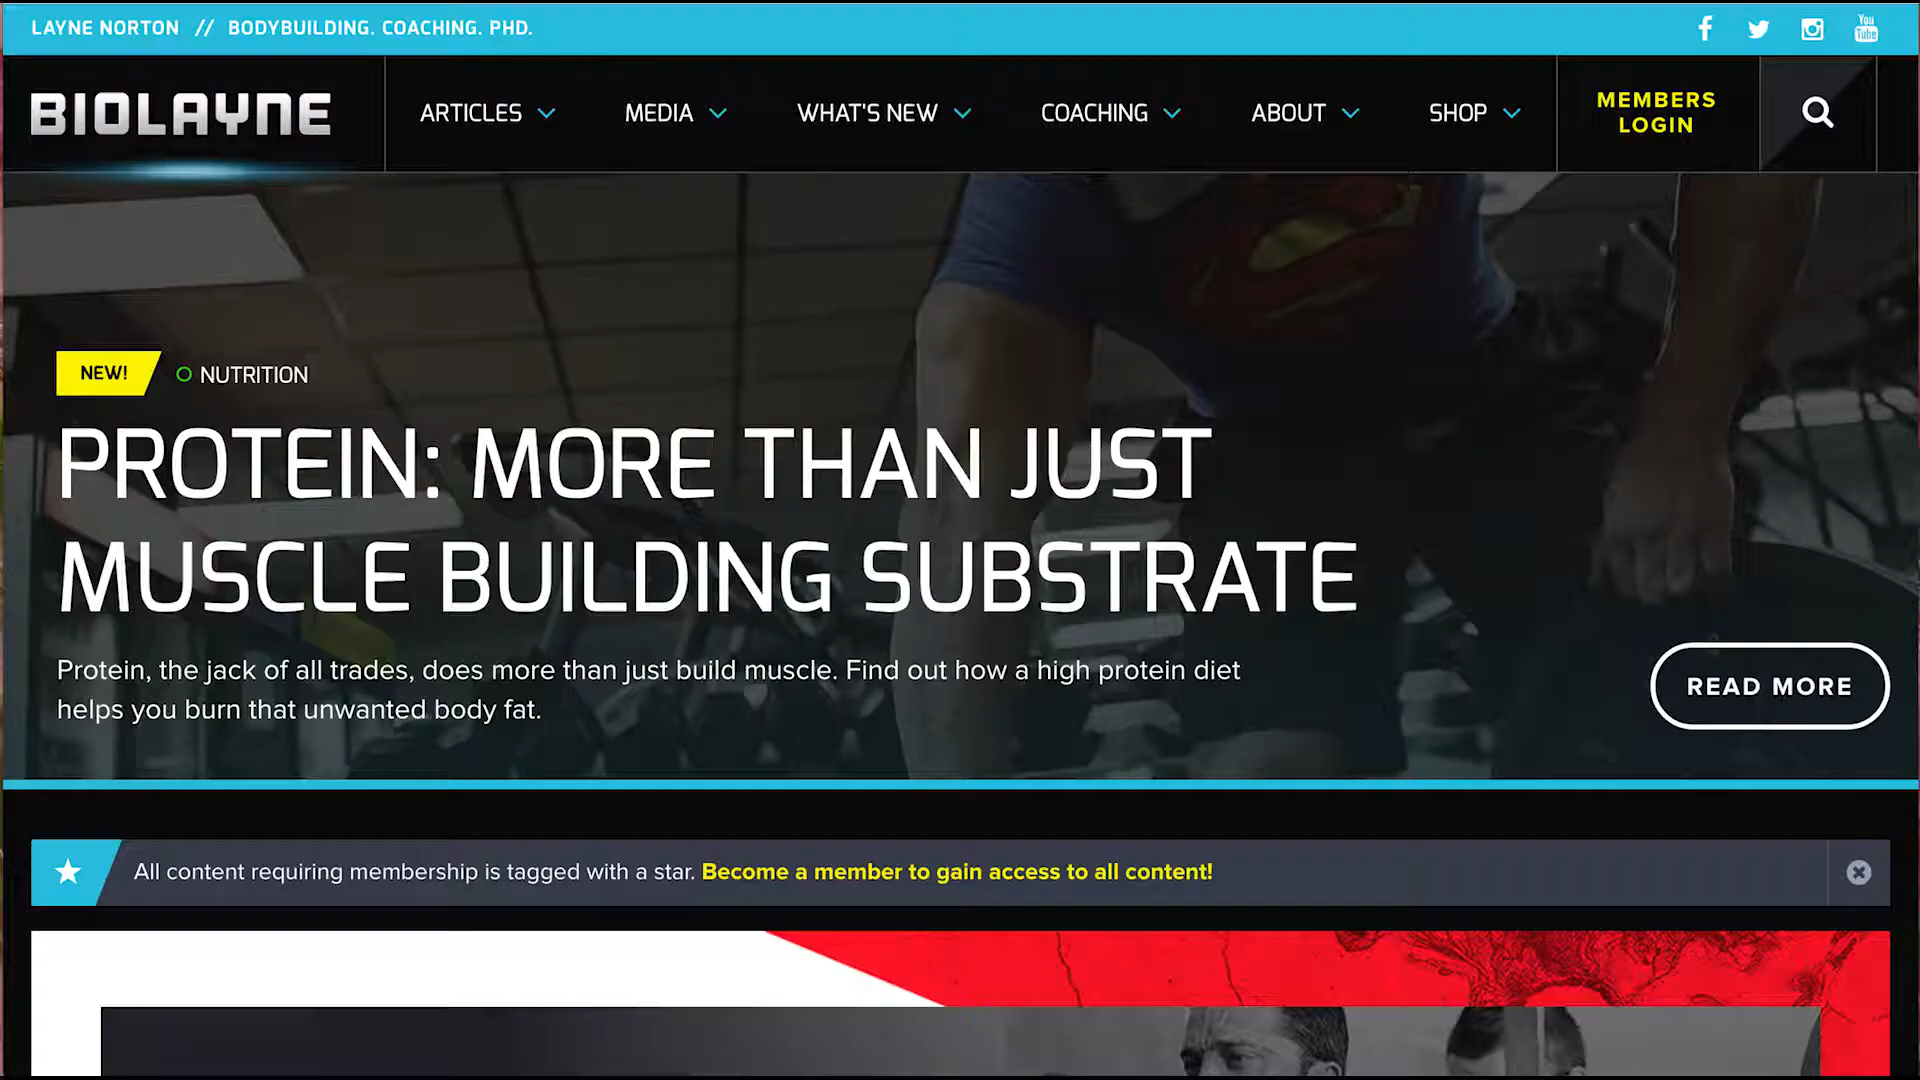 LAYNE NORTON // BODYBUILDING. COACHING. PHD.
You Tube
BIOLAYNE
ARTICLES
MEDIA
WHAT'S NEW
COACHING
ABOUT
SHOP
MEMBERS
LOGIN
NEW!
NUTRITION
PROTEIN: MORE THAN JUST
MUSCLE BUILDING SUBSTRATE
Protein, the jack of all trades, does more than just build muscle. Find out how a high protein diet
helps you burn that unwanted body fat.
READ MORE
All content requiring membership is tagged with a star. Become a member to gain access to all content!